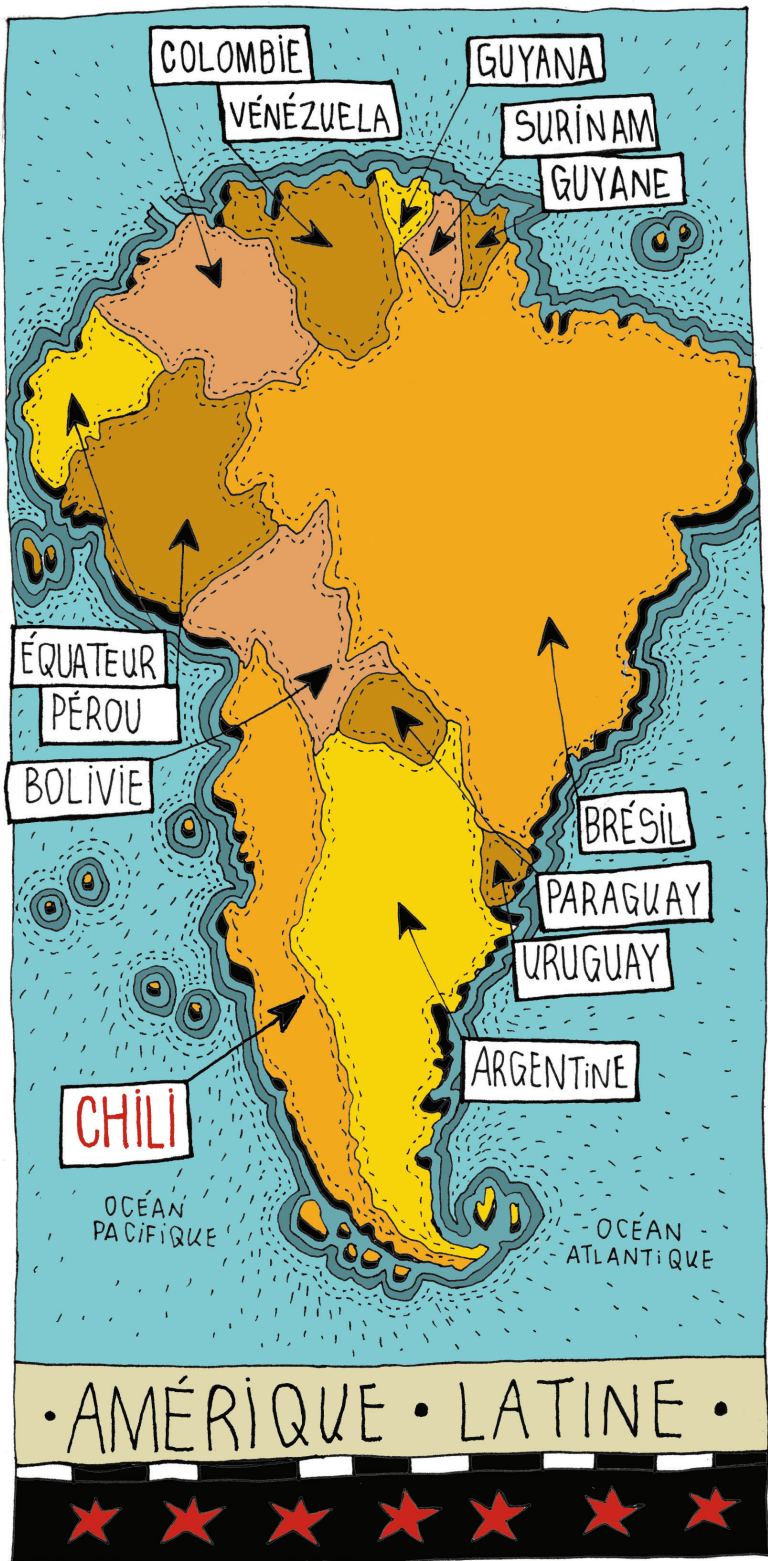 COLOMBIE
VÉNÉZUELA
GUYANA
SURINAM
GUYANE
ÉQUATEUR
PÉROU
BOLIVIE
BRÉSIL
PARAGUAY
URUGUAY
ARGENTINE
CHILI
OCÉAN
PACIFIQUE
OCÉAN
ATLANTIQUE
• AMÉRIQUE • LATINE •